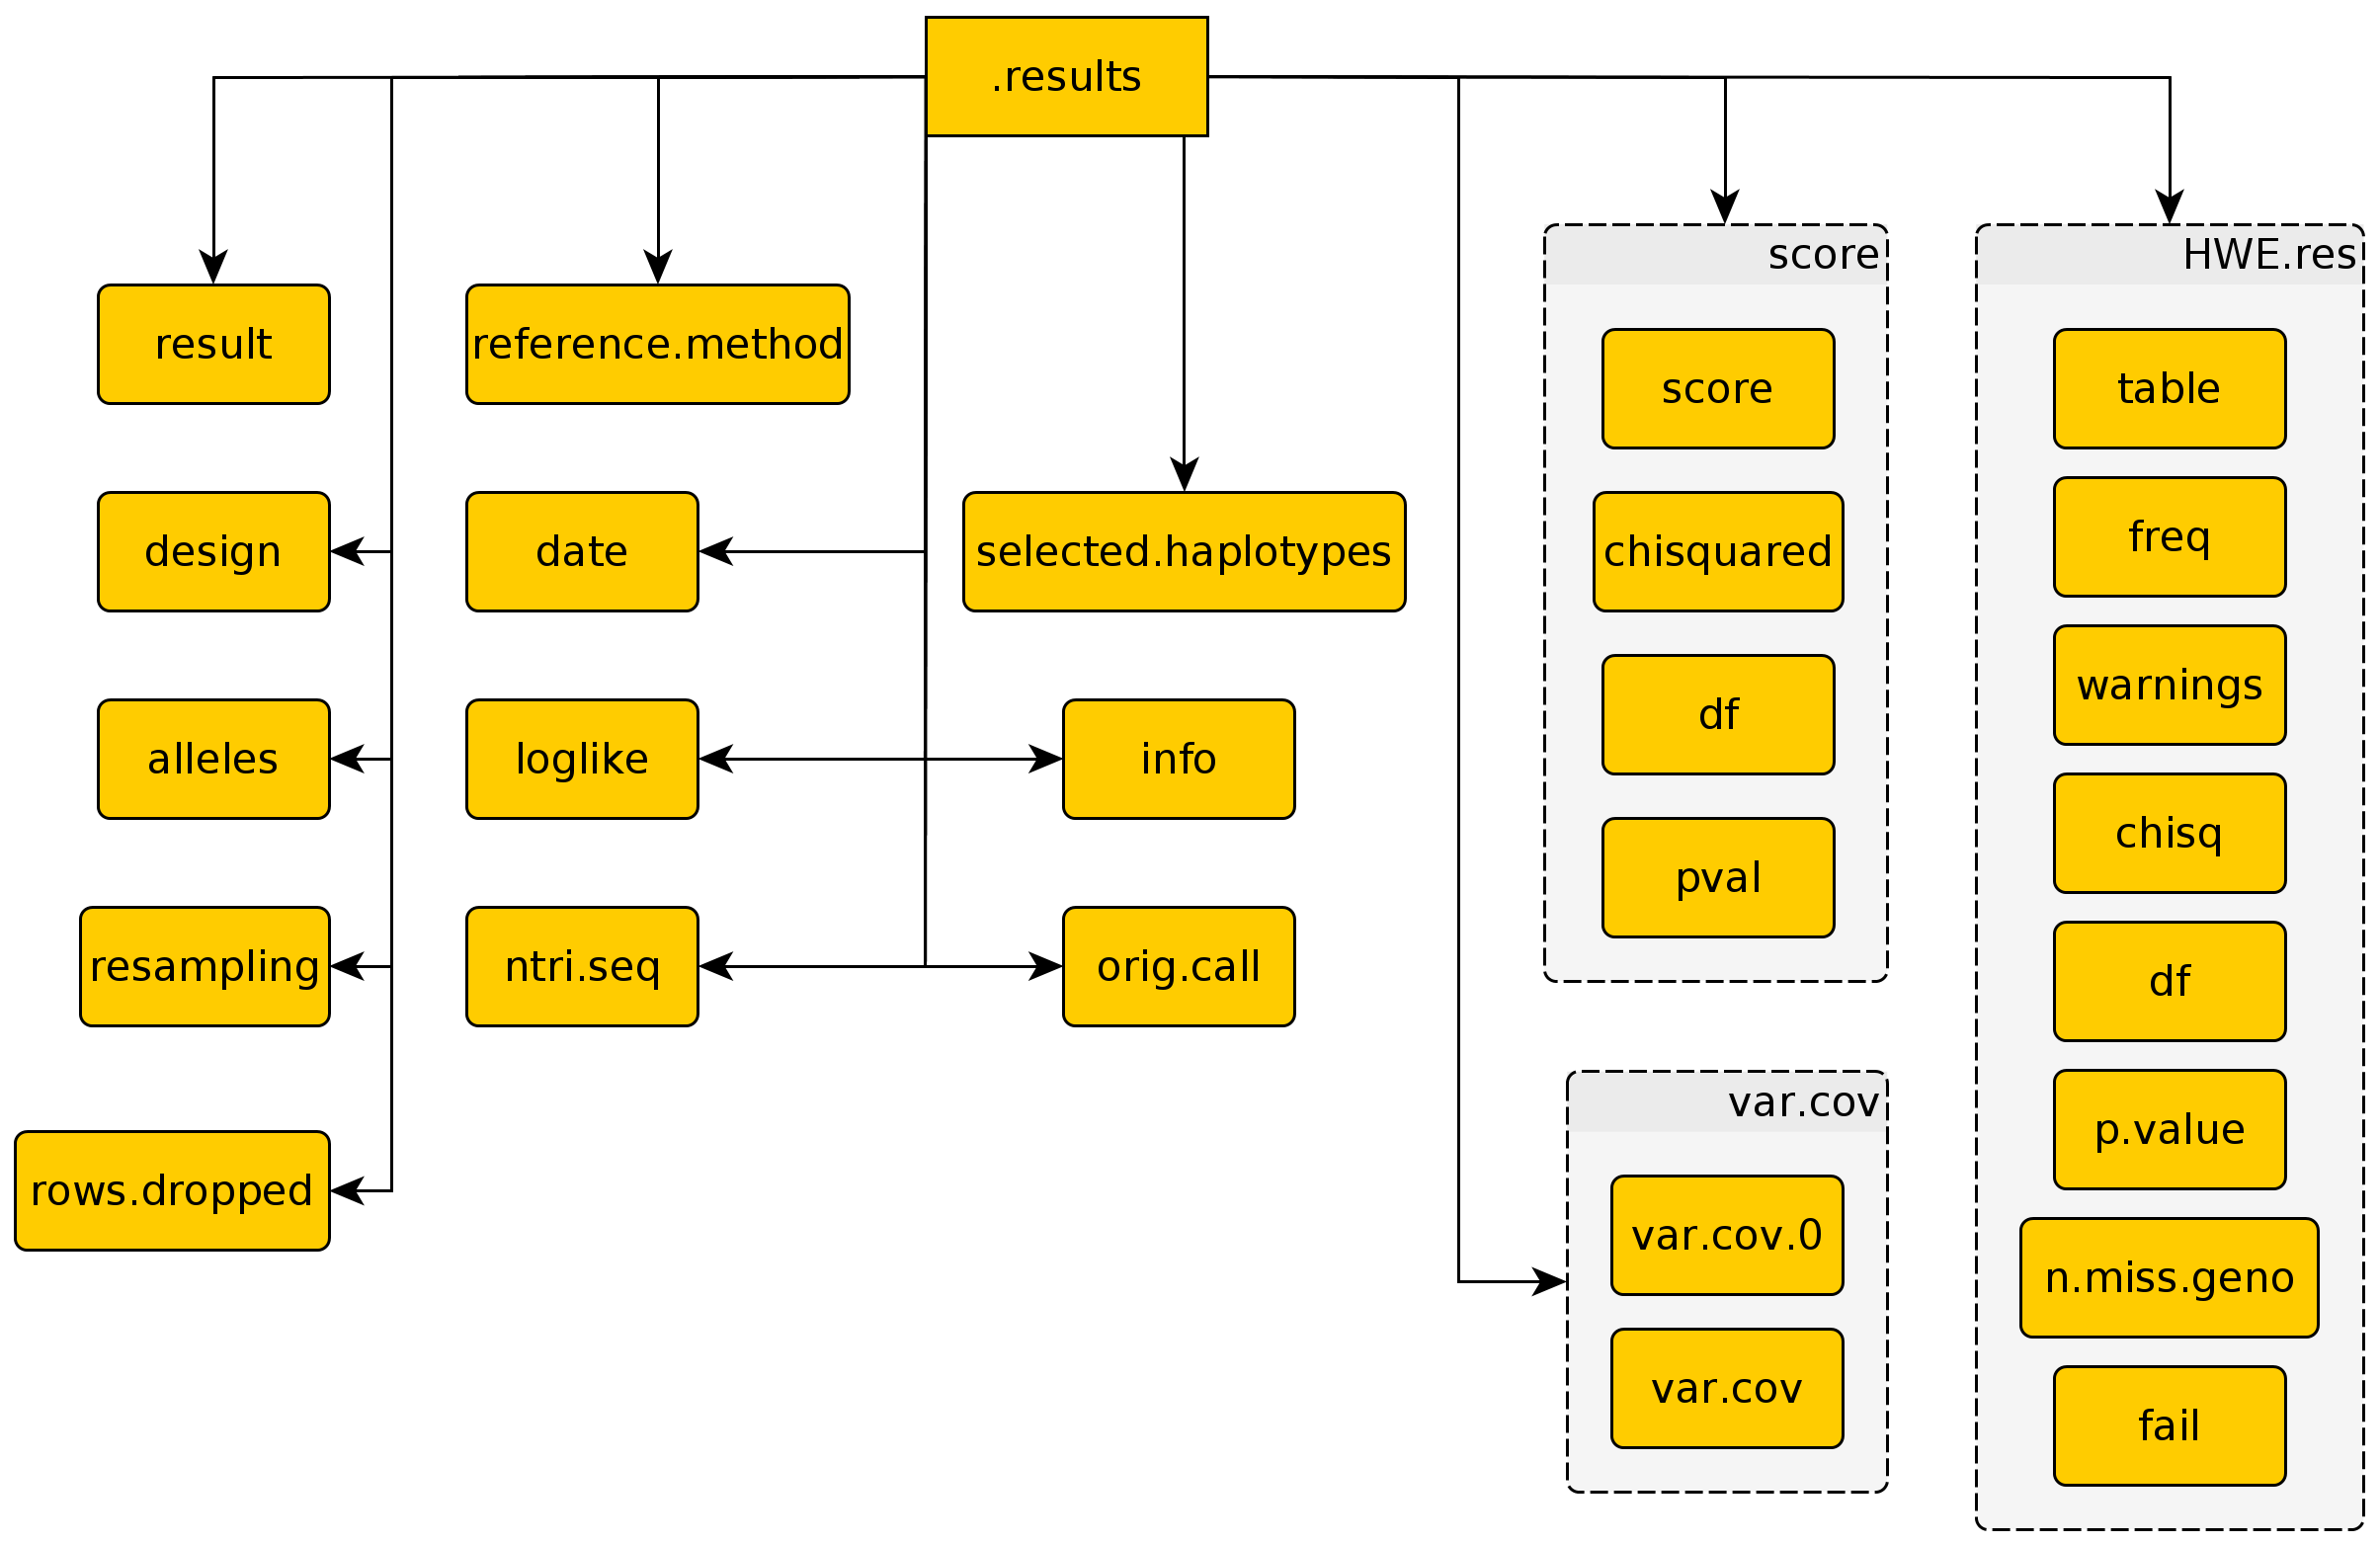 .results
result
reference.method
design
date
selected.haplotypes
alleles
loglike
info
resampling
ntri.seq
orig.call
rows.dropped
score
score
chisquared
df
pval
var.cov
var.cov.0
var.cov
HWE.res
table
freq
warnings
chisq
df
p.value
n.miss.geno
fail